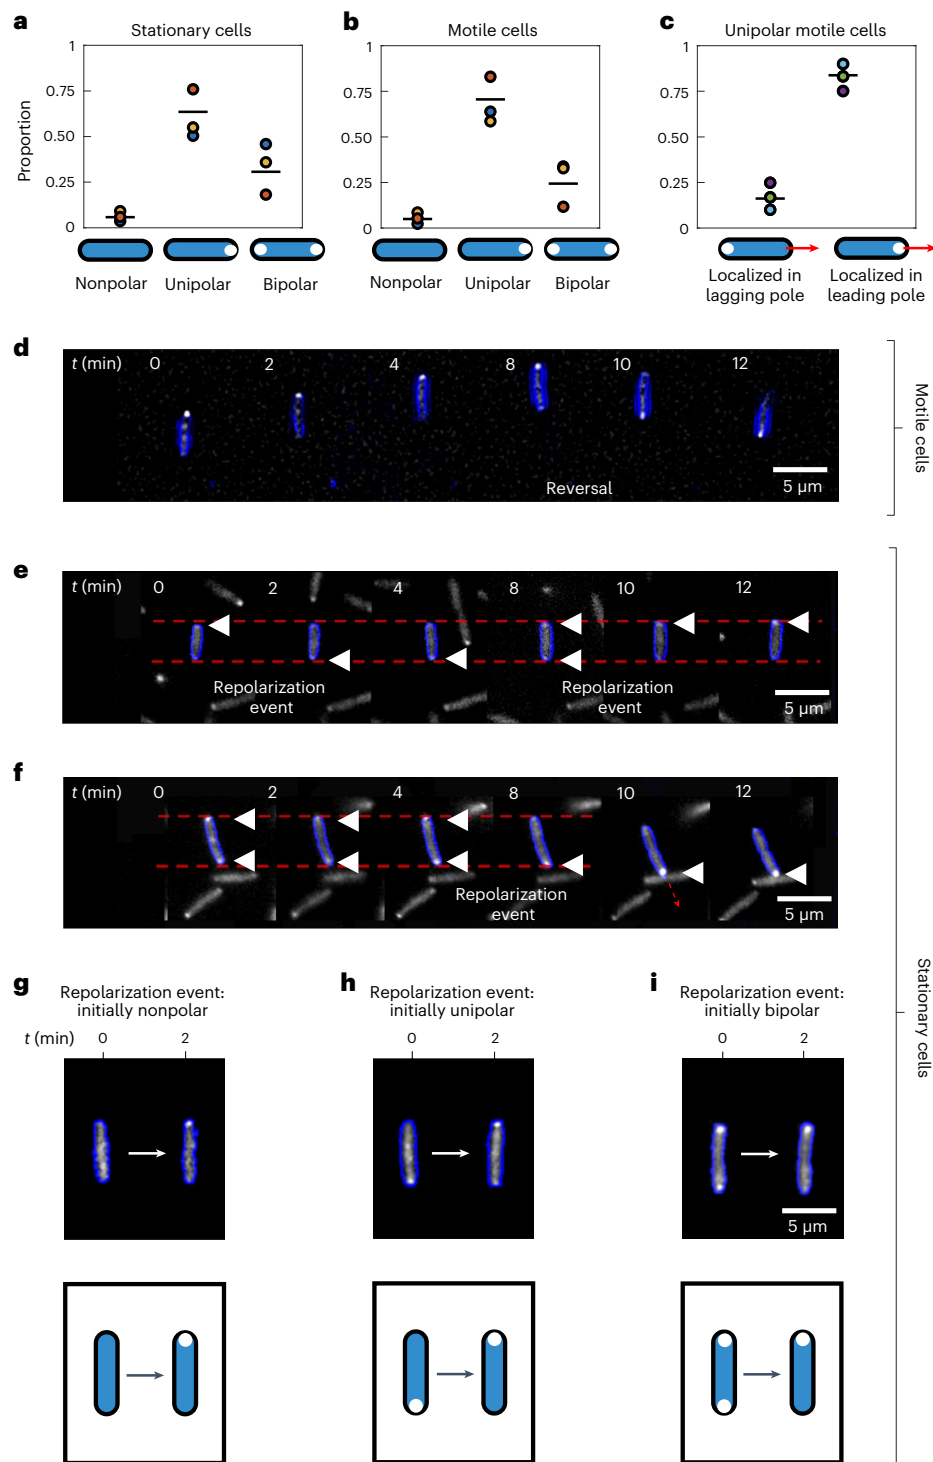 a
Stationary cells
1
0.75
0.50
0.25
0
Proportion
Nonpolar
Unipolar
Bipolar
b
Motile cells
1
0.75
0.50
0.25
0
Nonpolar
Unipolar
Bipolar
c
Unipolar motile cells
1
0.75
0.50
0.25
0
Localized in
lagging pole
Localized in
leading pole
d
t (min) 0 2 4 8 10 12
Reversal
5 µm
Motile cells
e
t (min) 0 2 4 8 10 12
Repolarization
event
Repolarization
event
5 µm
f
t (min) 0 2 4 8 10 12
Repolarization
event
5 µm
Stationary cells
g
Repolarization event:
initially nonpolar
t (min) 0 2
h
Repolarization event:
initially unipolar
0 2
i
Repolarization event:
initially bipolar
0 2
5 µm